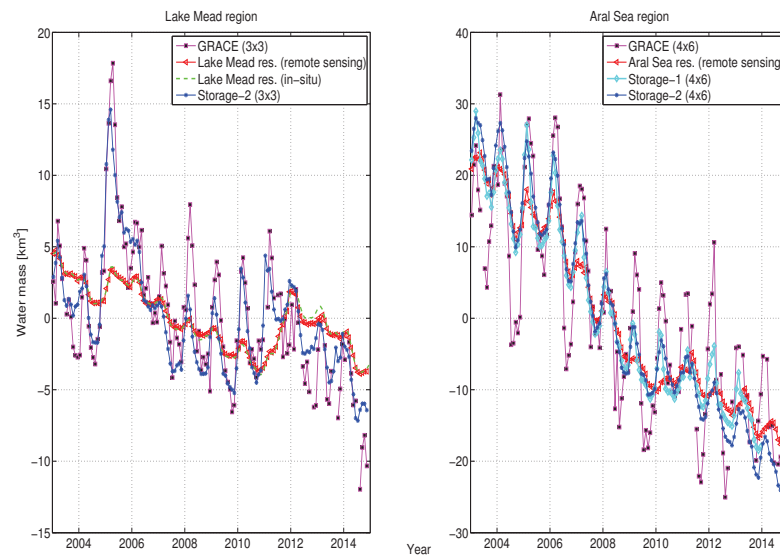 Lake Mead region
GRACE (3x3)
Lake Mead res. (remote sensing)
Lake Mead res. (in-situ)
Storage-2 (3x3)
Water mass [km³]
20
15
10
5
0
−5
−10
−15
2004
2006
2008
2010
2012
2014
Year
Aral Sea region
GRACE (4x6)
Aral Sea res. (remote sensing)
Storage-1 (4x6)
Storage-2 (4x6)
40
30
20
10
0
−10
−20
−30
2004
2006
2008
2010
2012
2014